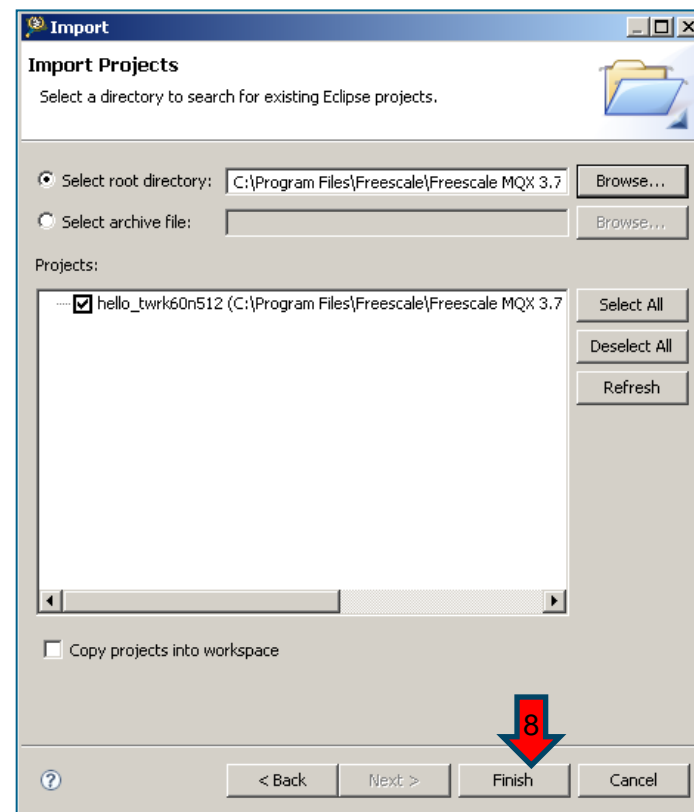 Import
Import Projects
Select a directory to search for existing Eclipse projects.
Select root directory: C:\Program Files\Freescale\Freescale MQX 3.7 Browse...
Select archive file: Browse...
Projects:
hello_twrk60n512 (C:\Program Files\Freescale\Freescale MQX 3.7
Select All
Deselect All
Refresh
Copy projects into workspace
8
? < Back Next > Finish Cancel